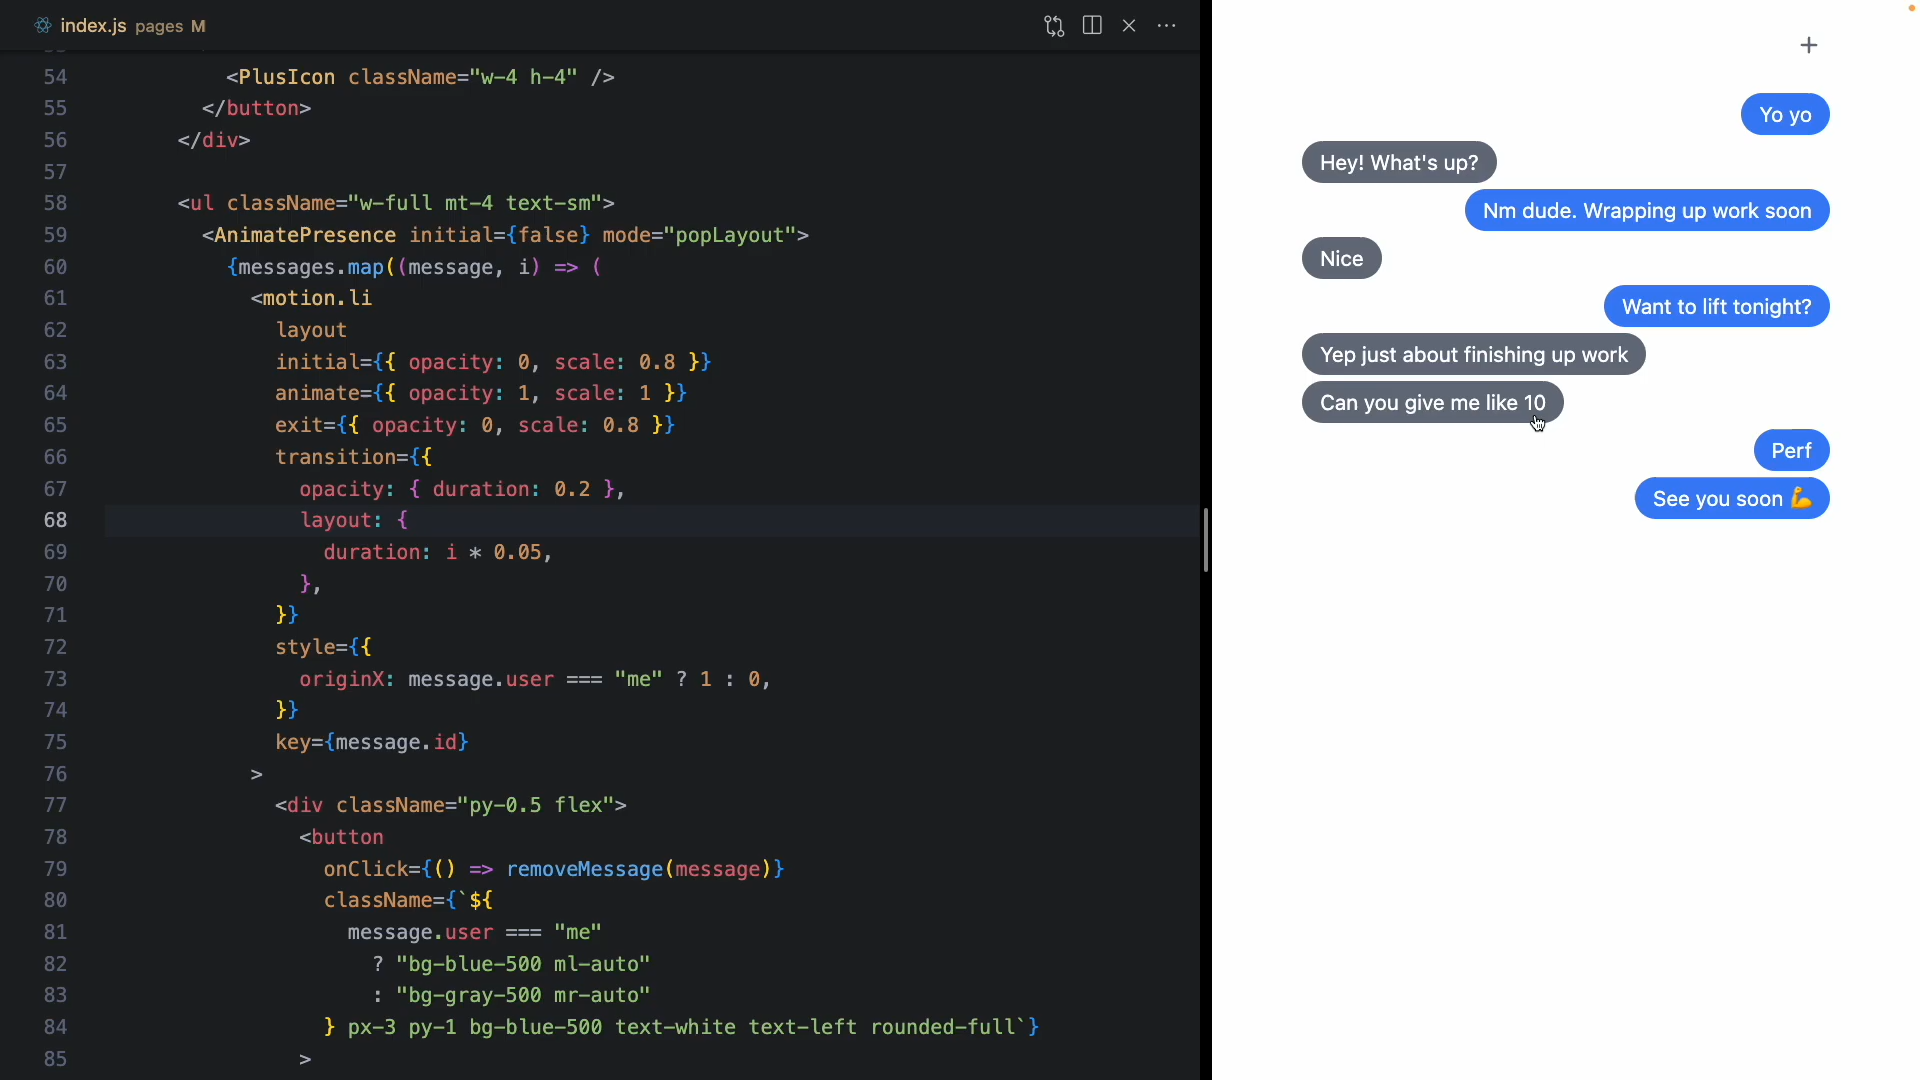 index.js pages M
54 <PlusIcon className="w-4 h-4" />
55 </button>
56 </div>
57
58 <ul className="w-full mt-4 text-sm">
59 <AnimatePresence initial={false} mode="popLayout">
60 {messages.map((message, i) => (
61 <motion.li
62 layout
63 initial={{ opacity: 0, scale: 0.8 }}
64 animate={{ opacity: 1, scale: 1 }}
65 exit={{ opacity: 0, scale: 0.8 }}
66 transition={{
67 opacity: { duration: 0.2 },
68 layout: {
69 duration: i * 0.05,
70 },
71 }}
72 style={{
73 originX: message.user === "me" ? 1 : 0,
74 }}
75 key={message.id}
76 >
77 <div className="py-0.5 flex">
78 <button
79 onClick={() => removeMessage(message)}
80 className={`${
81 message.user === "me"
82 ? "bg-blue-500 ml-auto"
83 : "bg-gray-500 mr-auto"
84 } px-3 py-1 bg-blue-500 text-white text-left rounded-full`}
85 >
Yo yo
Hey! What's up?
Nm dude. Wrapping up work soon
Nice
Want to lift tonight?
Yep just about finishing up work
Can you give me like 10
Perf
See you soon 💪